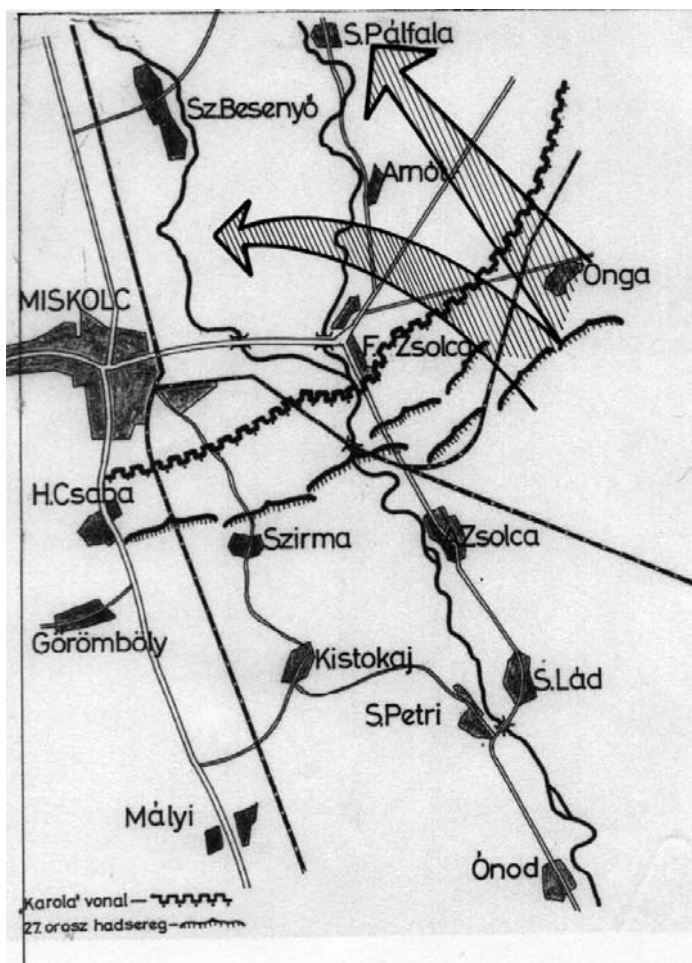 S.Pálfala
Sz.Besenyő
Arnót
Onga
MISKOLC
F. Zsolca
H.Csaba
Szirma
A.Zsolca
Görömböly
Kistokaj
S.Lád
S.Petri
Mályi
Ónod
„Karola" vonal —
27. orosz hadsereg —